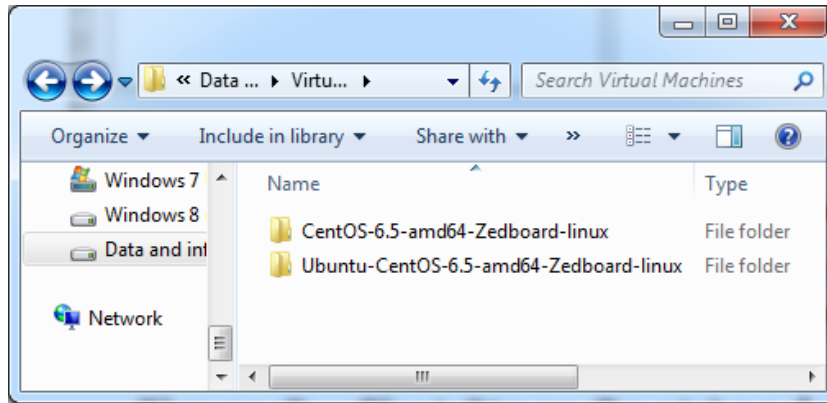 « Data ... ▸ Virtu... ▸ Search Virtual Machines
Organize ▾ Include in library ▾ Share with ▾ »
Windows 7 Name Type
Windows 8 CentOS-6.5-amd64-Zedboard-linux File folder
Data and inf Ubuntu-CentOS-6.5-amd64-Zedboard-linux File folder
Network